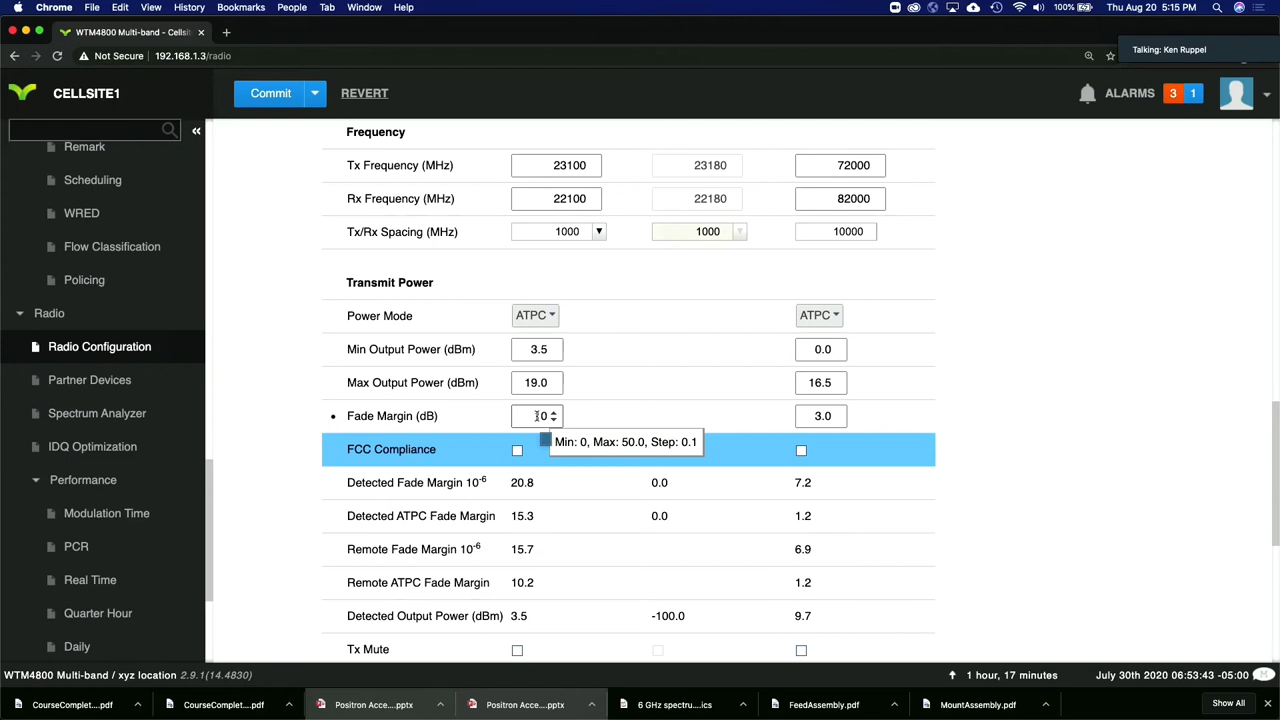 Chrome File Edit View History Bookmarks People Tab Window Help 100% Thu Aug 20 5:15 PM
WTM4800 Multi-band - Cellsite
Talking: Ken Ruppel
Not Secure 192.168.1.3/radio
CELLSITE1
Commit REVERT
ALARMS 3 1
Remark
Scheduling
WRED
Flow Classification
Policing
Radio
Radio Configuration
Partner Devices
Spectrum Analyzer
IDQ Optimization
Performance
Modulation Time
PCR
Real Time
Quarter Hour
Daily
Frequency
Tx Frequency (MHz) 23100 23180 72000
Rx Frequency (MHz) 22100 22180 82000
Tx/Rx Spacing (MHz) 1000 1000 10000
Transmit Power
Power Mode ATPC ATPC
Min Output Power (dBm) 3.5 0.0
Max Output Power (dBm) 19.0 16.5
Fade Margin (dB) 3.0
Min: 0, Max: 50.0, Step: 0.1
FCC Compliance
Detected Fade Margin 10-6 20.8 0.0 7.2
Detected ATPC Fade Margin 15.3 0.0 1.2
Remote Fade Margin 10-6 15.7 6.9
Remote ATPC Fade Margin 10.2 1.2
Detected Output Power (dBm) 3.5 -100.0 9.7
Tx Mute
WTM4800 Multi-band / xyz location 2.9.1(14.4830)
1 hour, 17 minutes July 30th 2020 06:53:43 -05:00
CourseComplet....pdf CourseComplet....pdf Positron Acce....pptx Positron Acce....pptx 6 GHz spectru....ics FeedAssembly.pdf MountAssembly.pdf Show All